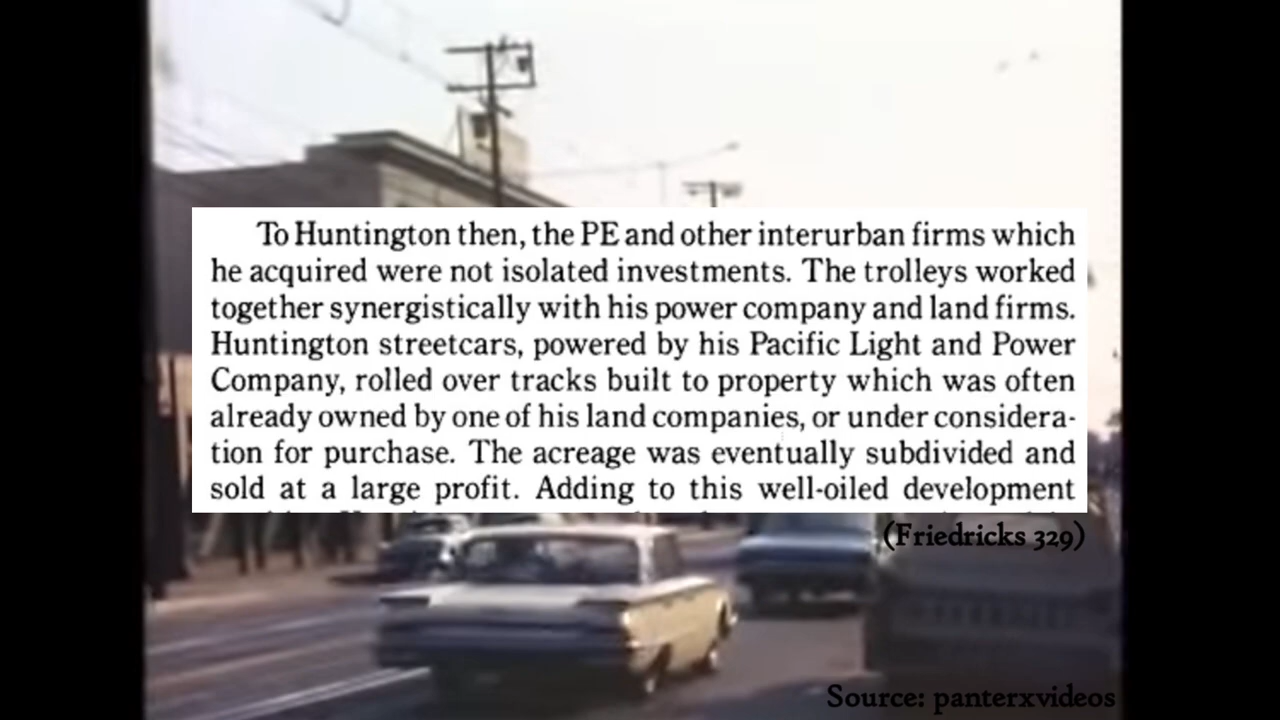 To Huntington then, the PE and other interurban firms which
he acquired were not isolated investments. The trolleys worked
together synergistically with his power company and land firms.
Huntington streetcars, powered by his Pacific Light and Power
Company, rolled over tracks built to property which was often
already owned by one of his land companies, or under considera-
tion for purchase. The acreage was eventually subdivided and
sold at a large profit. Adding to this well-oiled development
(Friedricks 329)
Source: panterxvideos